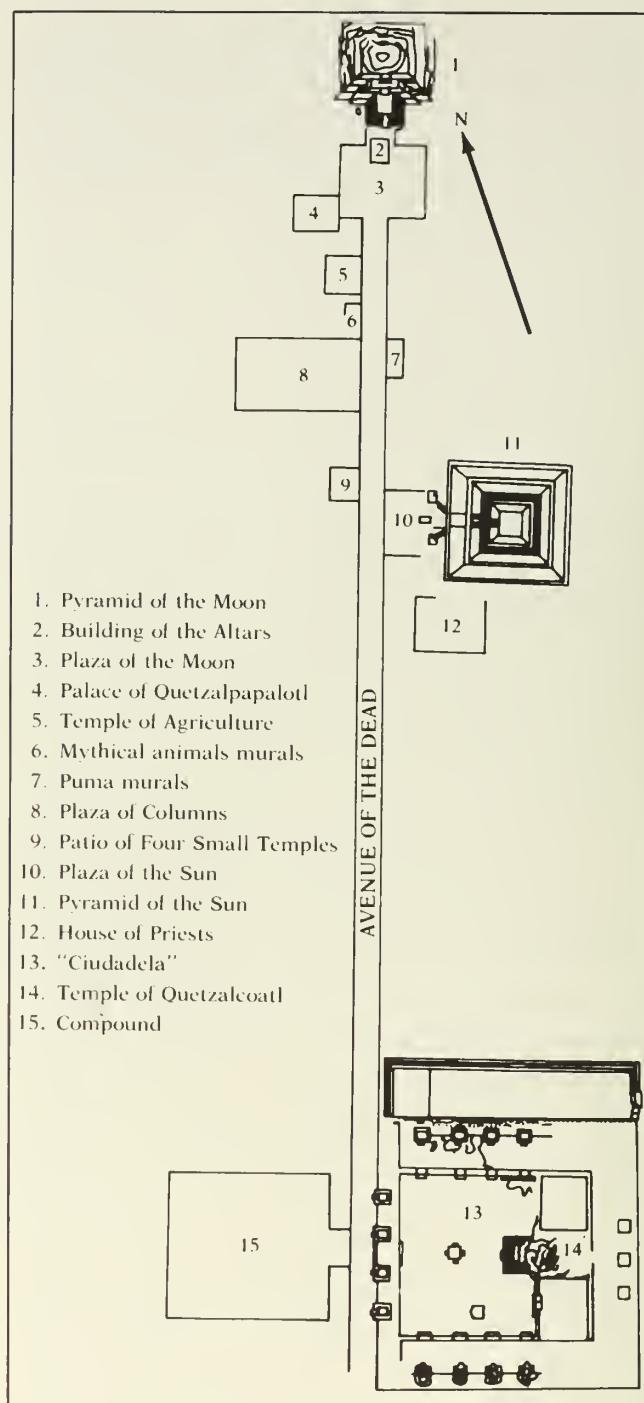 1
N
2
3
4
5
6
7
8
11
9
10
12
1. Pyramid of the Moon
2. Building of the Altars
3. Plaza of the Moon
4. Palace of Quetzalpapalotl
5. Temple of Agriculture
6. Mythical animals murals
7. Puma murals
8. Plaza of Columns
9. Patio of Four Small Temples
10. Plaza of the Sun
11. Pyramid of the Sun
12. House of Priests
13. "Ciudadela"
14. Temple of Quetzalcoatl
15. Compound
AVENUE OF THE DEAD
13
14
15